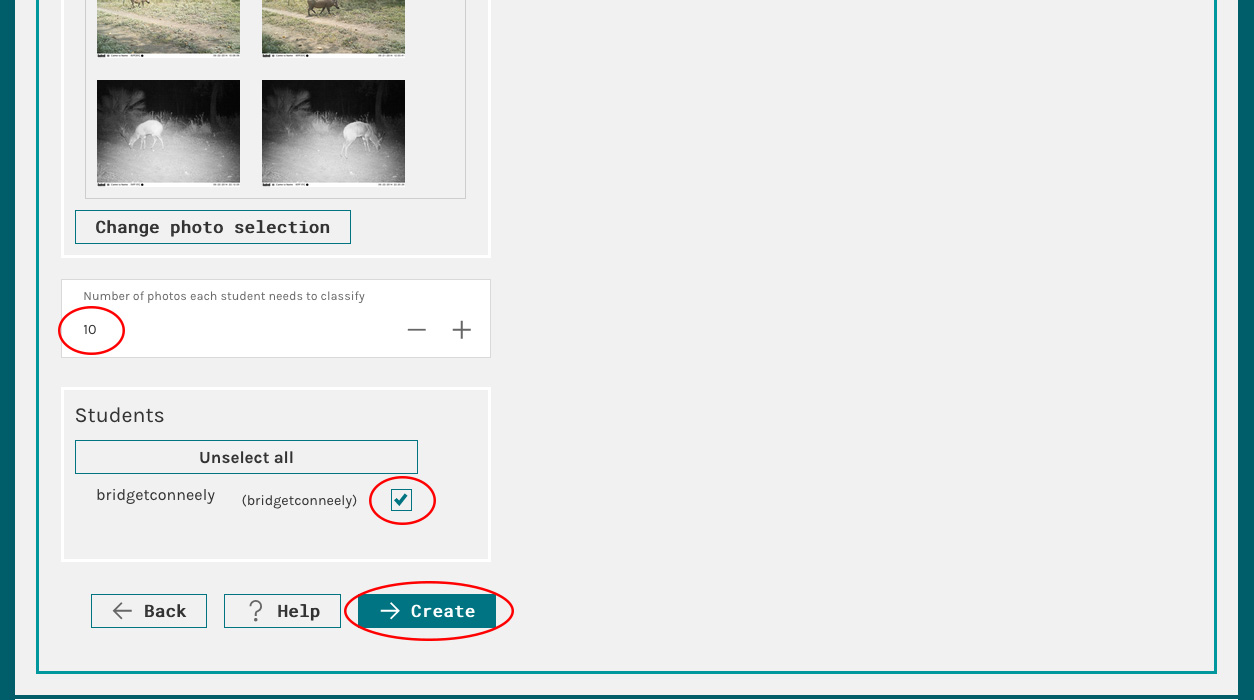 Change photo selection
Number of photos each student needs to classify
10
Students
Unselect all
bridgetconneely (bridgetconneely)
Back
Help
Create